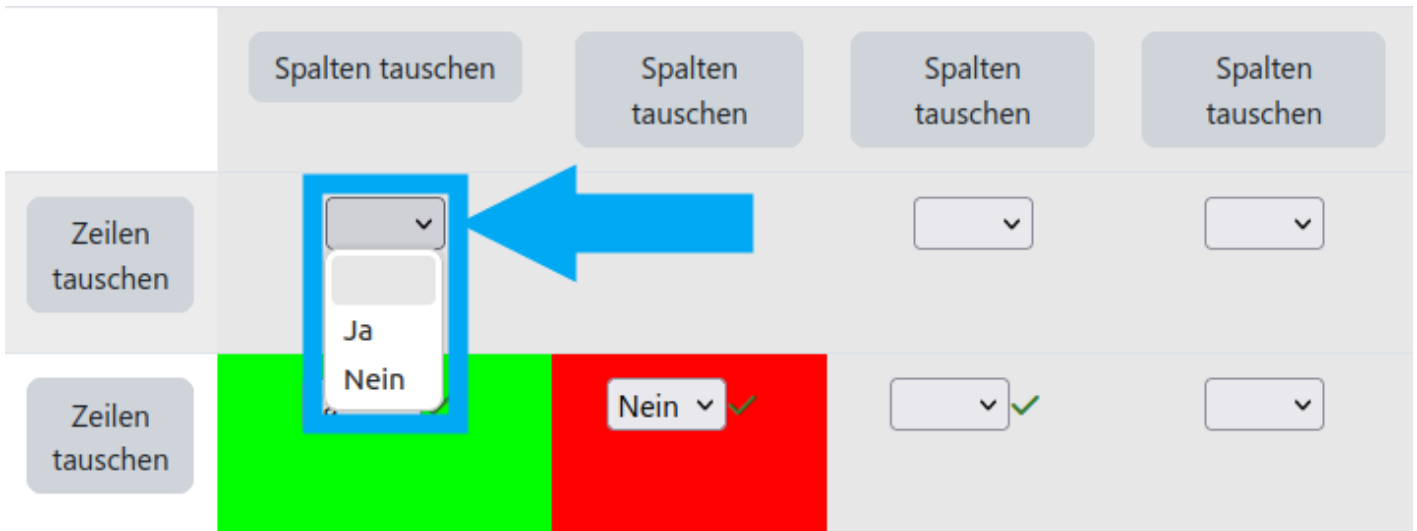 Spalten tauschen
Spalten
tauschen
Spalten
tauschen
Spalten
tauschen
Zeilen
tauschen
Ja
Nein
Zeilen
tauschen
Nein